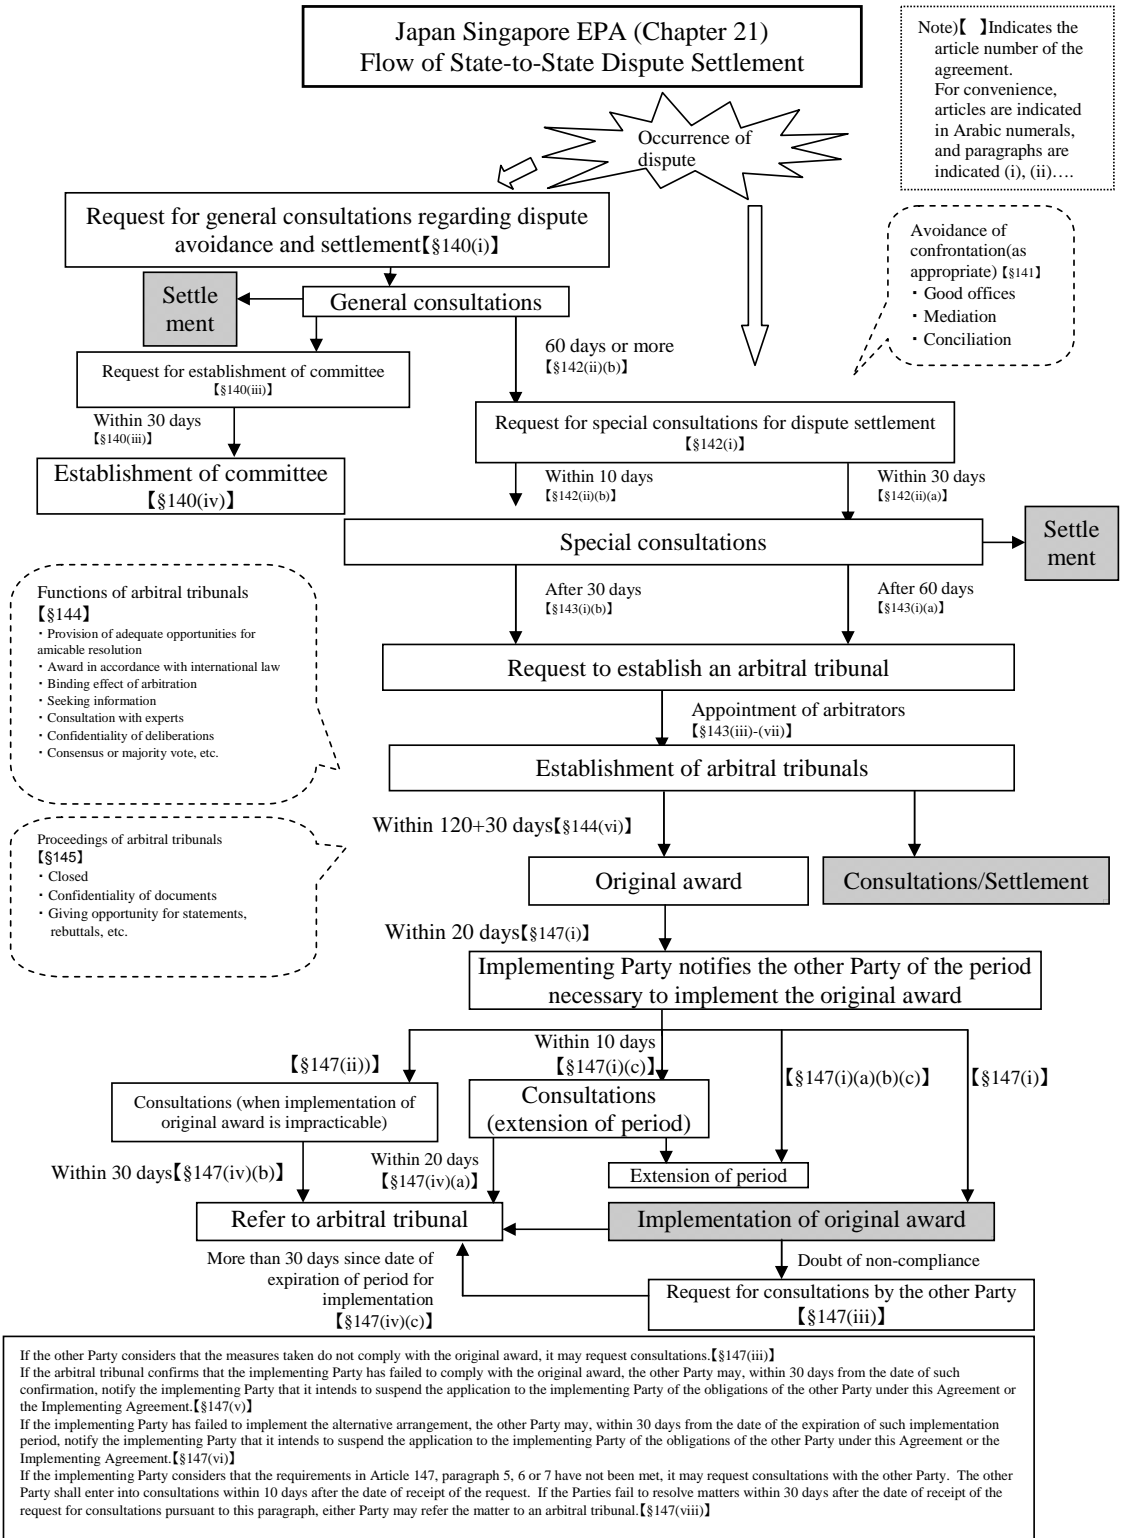 Japan Singapore EPA (Chapter 21)
Flow of State-to-State Dispute Settlement
Note)【　】Indicates the
article number of the
agreement.
For convenience,
articles are indicated
in Arabic numerals,
and paragraphs are
indicated (i), (ii)….
Occurrence of
dispute
Request for general consultations regarding dispute
avoidance and settlement【§140(i)】
Avoidance of
confrontation(as
appropriate)【§141】
・Good offices
・Mediation
・Conciliation
Settle
ment
General consultations
60 days or more
【§142(ii)(b)】
Request for establishment of committee
【§140(iii)】
Within 30 days
【§140(iii)】
Establishment of committee
【§140(iv)】
Request for special consultations for dispute settlement
【§142(i)】
Within 10 days
【§142(ii)(b)】
Within 30 days
【§142(ii)(a)】
Special consultations
Settle
ment
After 30 days
【§143(i)(b)】
After 60 days
【§143(i)(a)】
Functions of arbitral tribunals
【§144】
・Provision of adequate opportunities for
amicable resolution
・Award in accordance with international law
・Binding effect of arbitration
・Seeking information
・Consultation with experts
・Confidentiality of deliberations
・Consensus or majority vote, etc.
Request to establish an arbitral tribunal
Appointment of arbitrators
【§143(iii)-(vii)】
Establishment of arbitral tribunals
Within 120+30 days【§144(vi)】
Proceedings of arbitral tribunals
【§145】
・Closed
・Confidentiality of documents
・Giving opportunity for statements,
rebuttals, etc.
Original award
Consultations/Settlement
Within 20 days【§147(i)】
Implementing Party notifies the other Party of the period
necessary to implement the original award
【§147(ii))】
Within 10 days
【§147(i)(c)】
【§147(i)(a)(b)(c)】
【§147(i)】
Consultations (when implementation of
original award is impracticable)
Consultations
(extension of period)
Within 30 days【§147(iv)(b)】
Within 20 days
【§147(iv)(a)】
Extension of period
Refer to arbitral tribunal
Implementation of original award
More than 30 days since date of
expiration of period for
implementation
【§147(iv)(c)】
Doubt of non-compliance
Request for consultations by the other Party
【§147(iii)】
If the other Party considers that the measures taken do not comply with the original award, it may request consultations.【§147(iii)】
If the arbitral tribunal confirms that the implementing Party has failed to comply with the original award, the other Party may, within 30 days from the date of such
confirmation, notify the implementing Party that it intends to suspend the application to the implementing Party of the obligations of the other Party under this Agreement or
the Implementing Agreement.【§147(v)】
If the implementing Party has failed to implement the alternative arrangement, the other Party may, within 30 days from the date of the expiration of such implementation
period, notify the implementing Party that it intends to suspend the application to the implementing Party of the obligations of the other Party under this Agreement or the
Implementing Agreement.【§147(vi)】
If the implementing Party considers that the requirements in Article 147, paragraph 5, 6 or 7 have not been met, it may request consultations with the other Party.  The other
Party shall enter into consultations within 10 days after the date of receipt of the request.  If the Parties fail to resolve matters within 30 days after the date of receipt of the
request for consultations pursuant to this paragraph, either Party may refer the matter to an arbitral tribunal.【§147(viii)】